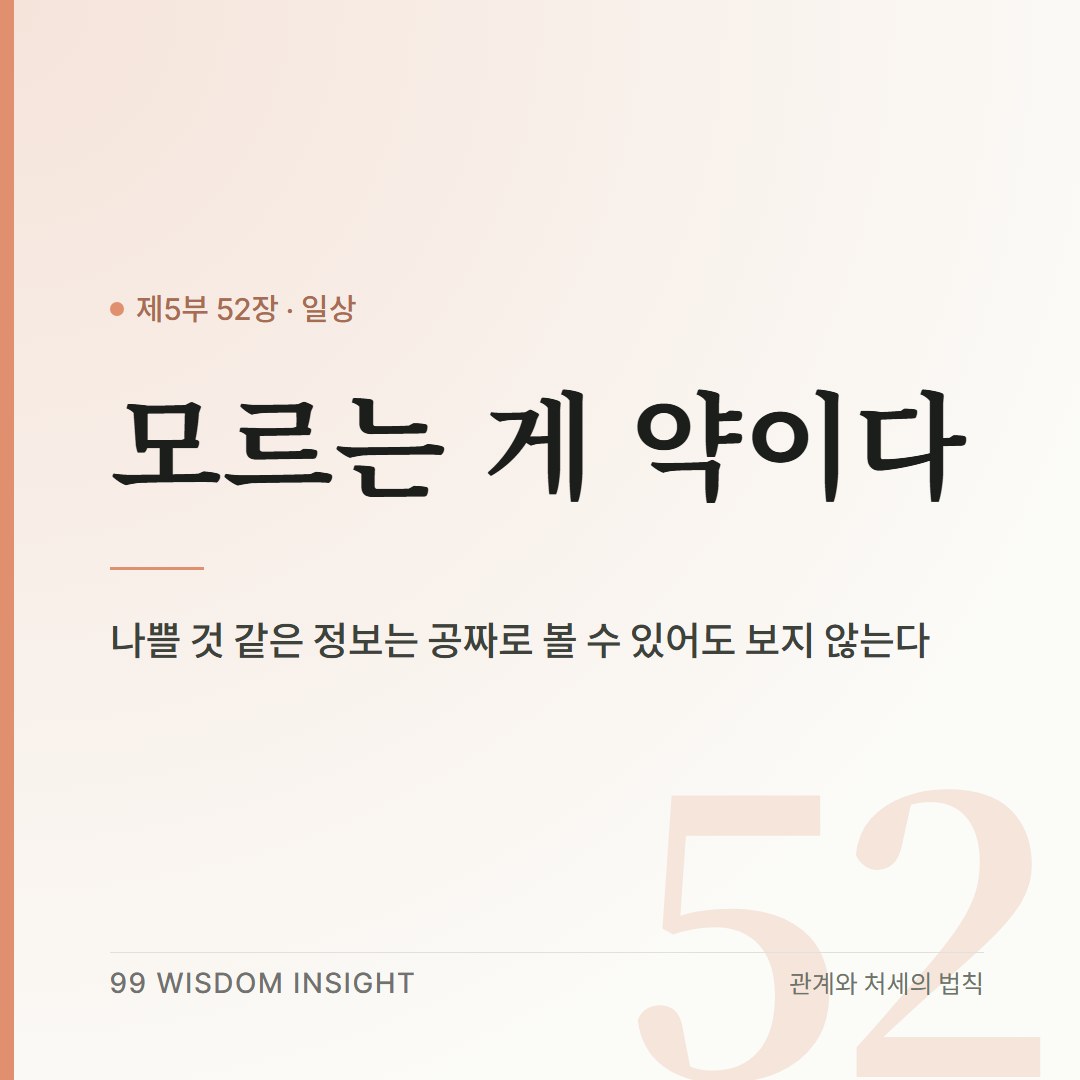 제5부 52장 · 일상
모르는 게 약이다
나쁠 것 같은 정보는 공짜로 볼 수 있어도 보지 않는다
52
99 WISDOM INSIGHT
관계와 처세의 법칙